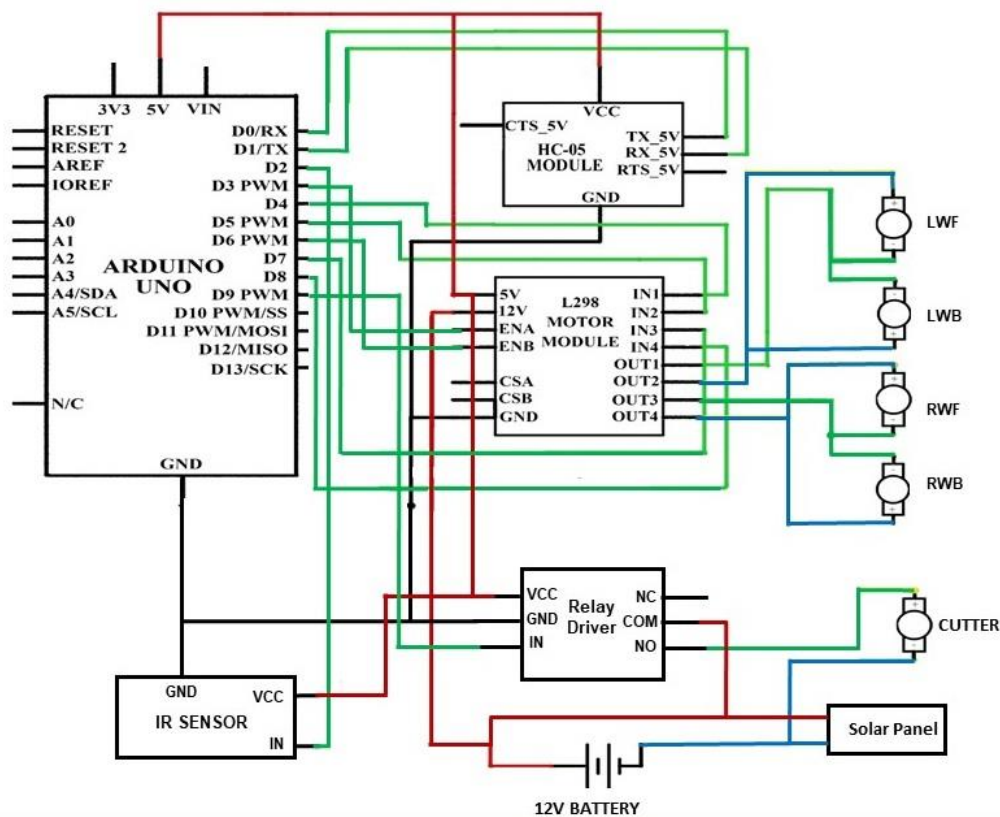 3V3 5V VIN
RESET
RESET 2
AREF
IOREF
A0
A1
A2
A3
A4/SDA
A5/SCL
N/C
ARDUINO
UNO
D0/RX
D1/TX
D2
D3 PWM
D4
D5 PWM
D6 PWM
D7
D8
D9 PWM
D10 PWM/SS
D11 PWM/MOSI
D12/MISO
D13/SCK
GND
VCC
CTS_5V
HC-05
MODULE
TX_5V
RX_5V
RTS_5V
GND
5V
12V
ENA
ENB
CSA
CSB
GND
L298
MOTOR
MODULE
IN1
IN2
IN3
IN4
OUT1
OUT2
OUT3
OUT4
LWF
LWB
RWF
RWB
VCC
GND
IN
Relay
Driver
NC
COM
NO
CUTTER
GND
VCC
IR SENSOR
IN
Solar Panel
12V BATTERY